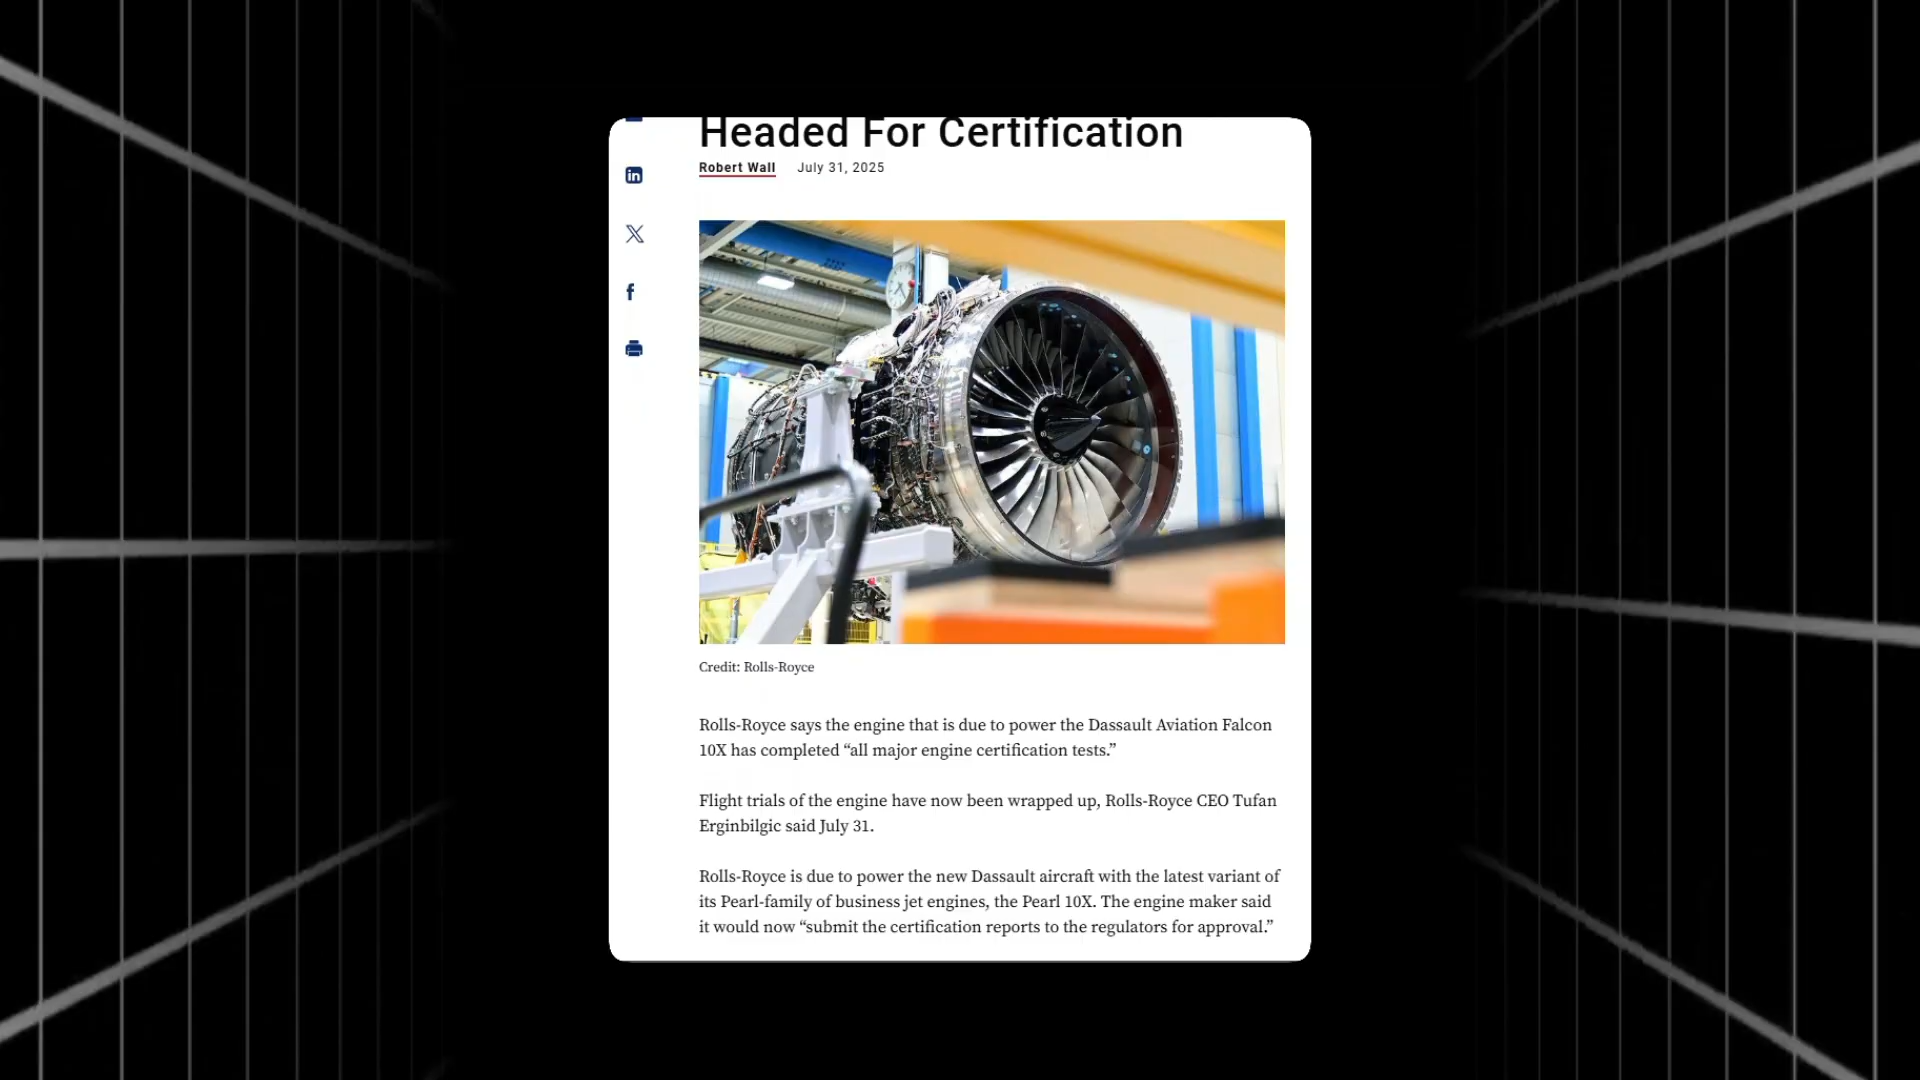 Headed For Certification
Robert Wall July 31, 2025
in
X
f
Credit: Rolls-Royce
Rolls-Royce says the engine that is due to power the Dassault Aviation Falcon
10X has completed “all major engine certification tests.”
Flight trials of the engine have now been wrapped up, Rolls-Royce CEO Tufan
Erginbilgic said July 31.
Rolls-Royce is due to power the new Dassault aircraft with the latest variant of
its Pearl-family of business jet engines, the Pearl 10X. The engine maker said
it would now “submit the certification reports to the regulators for approval.”